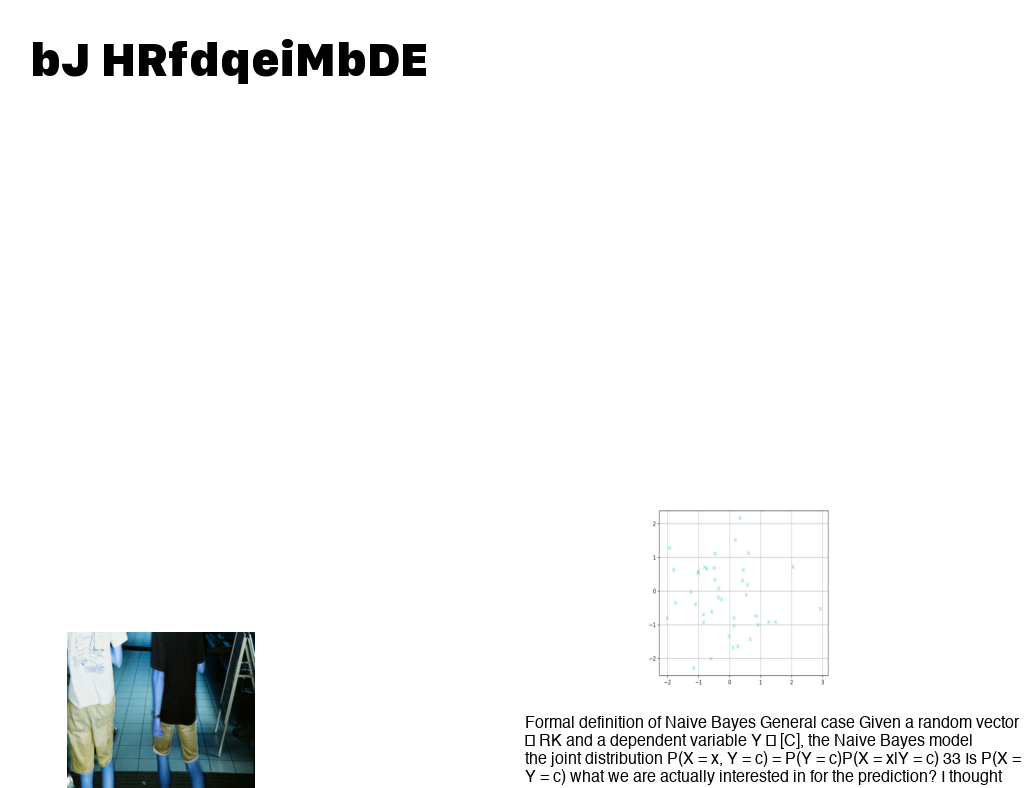 bJ HRfdqeiMbDE
2
1
0
−1
−2
−2 −1 0 1 2 3
Formal definition of Naive Bayes General case Given a random vector
RK and a dependent variable Y [C], the Naive Bayes model
the joint distribution P(X = x, Y = c) = P(Y = c)P(X = x|Y = c) 33 Is P(X =
Y = c) what we are actually interested in for the prediction? I thought